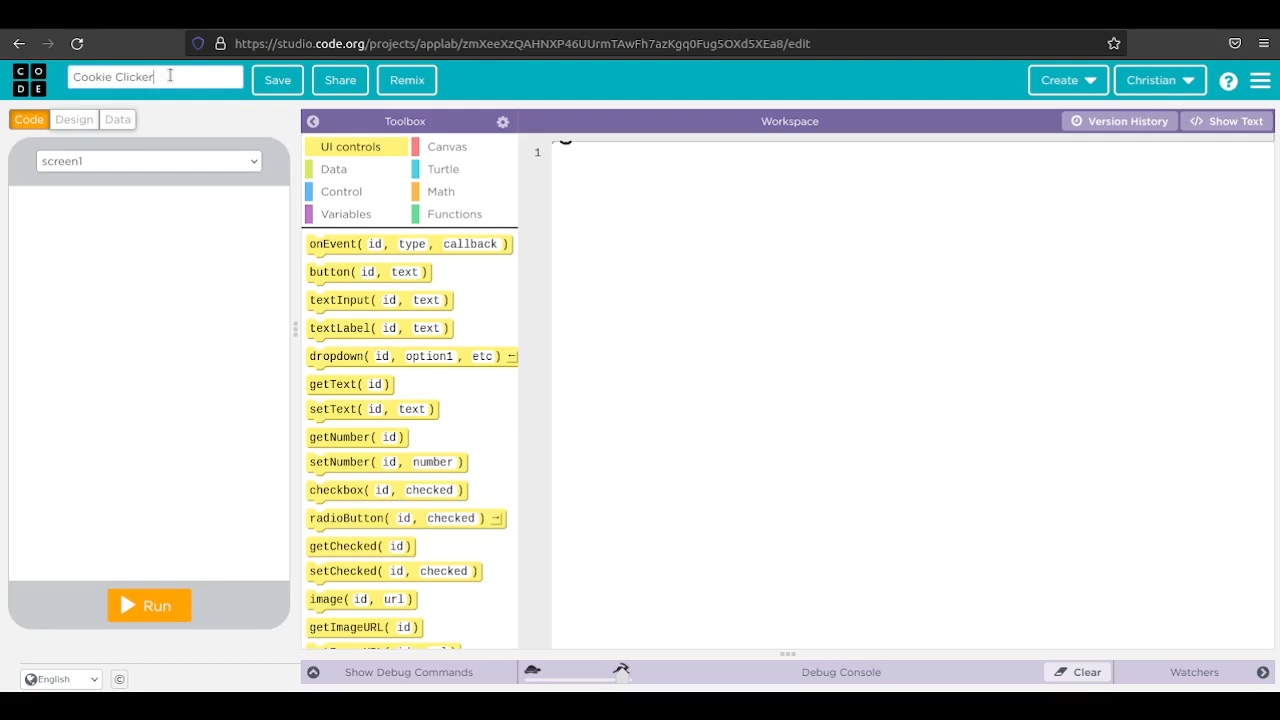 https://studio.code.org/projects/applab/zmXeeXzQAHNXP46UUrmTAwFh7azKgq0Fug5OXd5XEa8/edit
C O D E
Cookie Clicker
Save
Share
Remix
Create
Christian
?
Code
Design
Data
Toolbox
Workspace
Version History
</> Show Text
screen1
UI controls
Canvas
Data
Turtle
Control
Math
Variables
Functions
1
onEvent( id, type, callback )
button( id, text )
textInput( id, text )
textLabel( id, text )
dropdown( id, option1, etc )
getText( id )
setText( id, text )
getNumber( id )
setNumber( id, number )
checkbox( id, checked )
radioButton( id, checked )
getChecked( id )
setChecked( id, checked )
image( id, url )
getImageURL( id )
Run
Show Debug Commands
Debug Console
Clear
Watchers
English
©